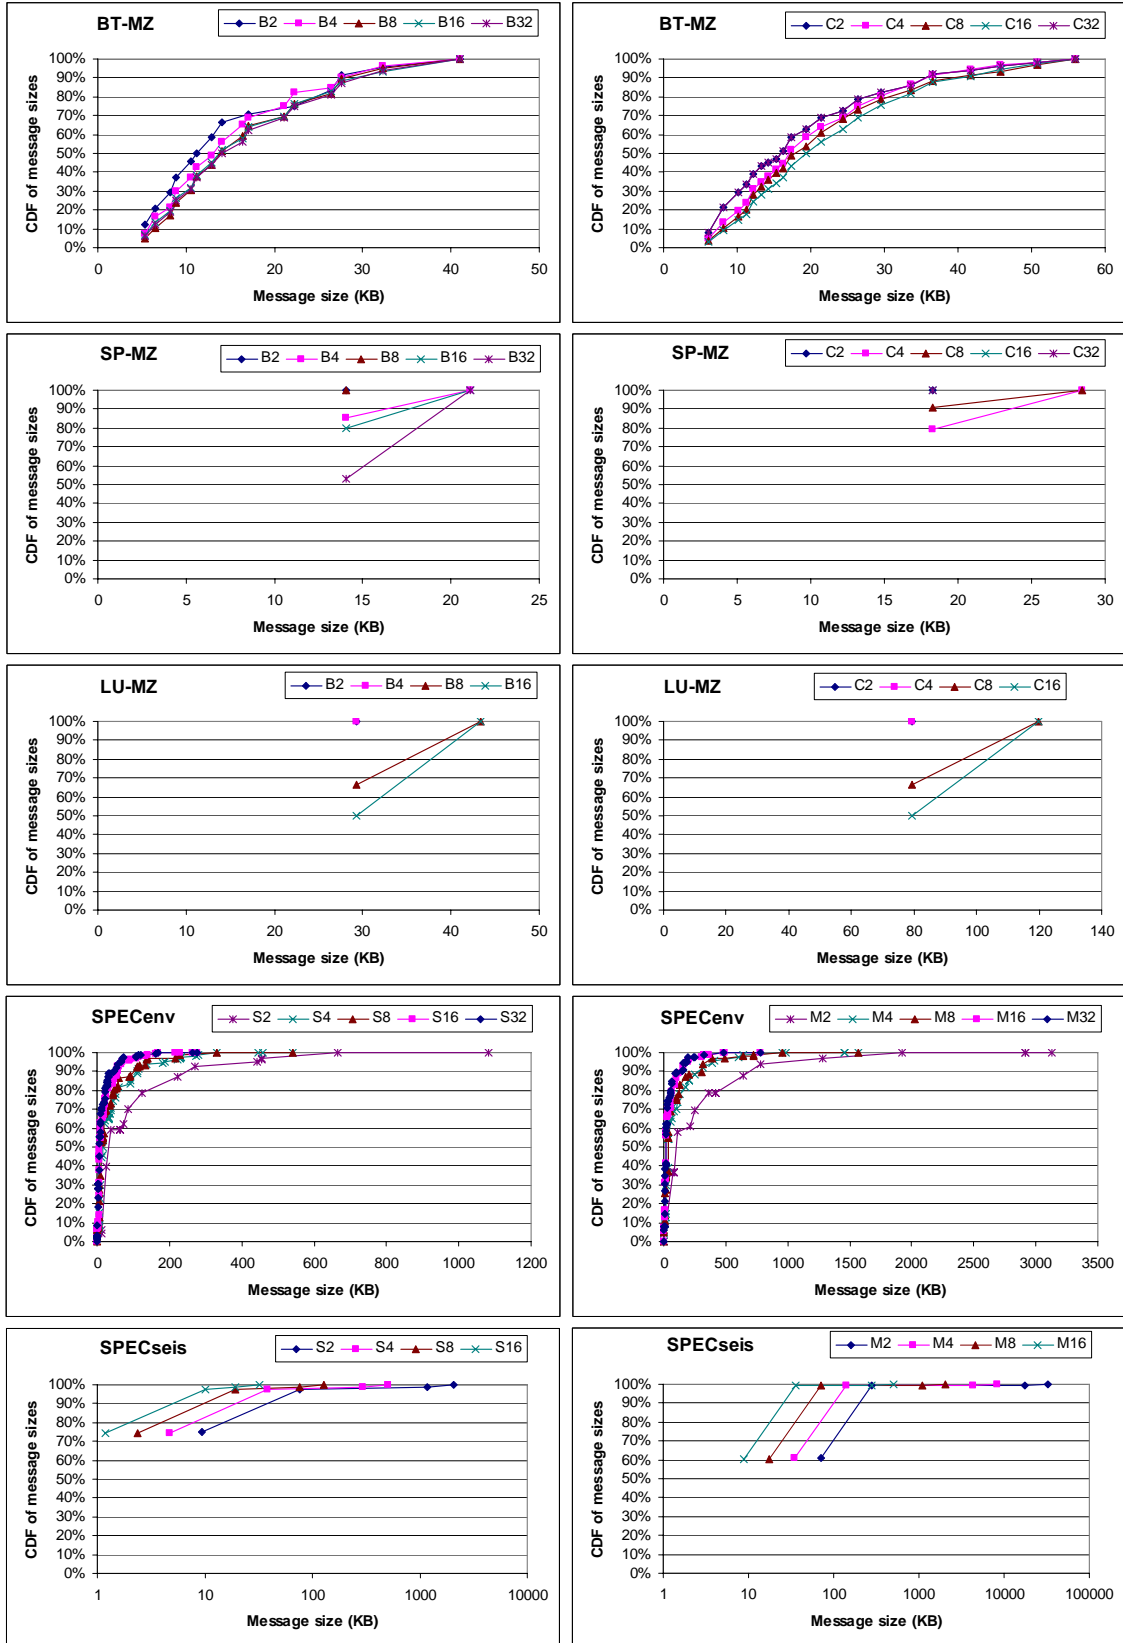 BT-MZ
B2 B4 B8 B16 B32
CDF of message sizes
100%
90%
80%
70%
60%
50%
40%
30%
20%
10%
0%
0 10 20 30 40 50
Message size (KB)
BT-MZ
C2 C4 C8 C16 C32
CDF of message sizes
100%
90%
80%
70%
60%
50%
40%
30%
20%
10%
0%
0 10 20 30 40 50 60
Message size (KB)
SP-MZ
B2 B4 B8 B16 B32
CDF of message sizes
100%
90%
80%
70%
60%
50%
40%
30%
20%
10%
0%
0 5 10 15 20 25
Message size (KB)
SP-MZ
C2 C4 C8 C16 C32
CDF of message sizes
100%
90%
80%
70%
60%
50%
40%
30%
20%
10%
0%
0 5 10 15 20 25 30
Message size (KB)
LU-MZ
B2 B4 B8 B16
CDF of message sizes
100%
90%
80%
70%
60%
50%
40%
30%
20%
10%
0%
0 10 20 30 40 50
Message size (KB)
LU-MZ
C2 C4 C8 C16
CDF of message sizes
100%
90%
80%
70%
60%
50%
40%
30%
20%
10%
0%
0 20 40 60 80 100 120 140
Message size (KB)
SPECenv
S2 S4 S8 S16 S32
CDF of message sizes
100%
90%
80%
70%
60%
50%
40%
30%
20%
10%
0%
0 200 400 600 800 1000 1200
Message size (KB)
SPECenv
M2 M4 M8 M16 M32
CDF of message sizes
100%
90%
80%
70%
60%
50%
40%
30%
20%
10%
0%
0 500 1000 1500 2000 2500 3000 3500
Message size (KB)
SPECseis
S2 S4 S8 S16
CDF of message sizes
100%
90%
80%
70%
60%
50%
40%
30%
20%
10%
0%
1 10 100 1000 10000
Message size (KB)
SPECseis
M2 M4 M8 M16
CDF of message sizes
100%
90%
80%
70%
60%
50%
40%
30%
20%
10%
0%
1 10 100 1000 10000 100000
Message size (KB)